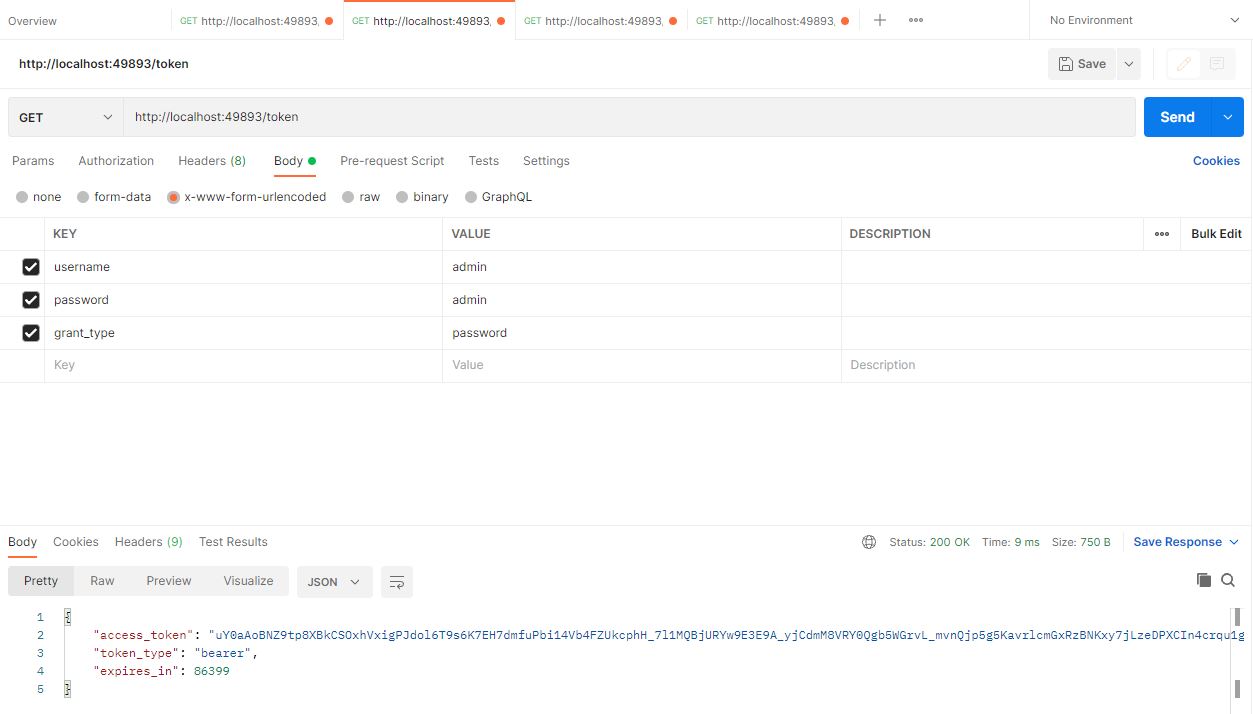 Overview GET http://localhost:49893, GET http://localhost:49893, GET http://localhost:49893, GET http://localhost:49893, No Environment
http://localhost:49893/token Save
GET http://localhost:49893/token Send
Params Authorization Headers (8) Body Pre-request Script Tests Settings Cookies
none form-data x-www-form-urlencoded raw binary GraphQL
KEY VALUE DESCRIPTION Bulk Edit
username admin
password admin
grant_type password
Key Value Description
Body Cookies Headers (9) Test Results Status: 200 OK Time: 9 ms Size: 750 B Save Response
Pretty Raw Preview Visualize JSON
1 {
2 "access_token": "uY0aAoBNZ9tp8XBkCSOxhVxigPJdol6T9s6K7EH7dmfuPbi14Vb4FZUkcphH_7l1MQBjURYw9E3E9A_yjCdmM8VRY0Qgb5WGrvL_mvnQjp5g5KavrlcmGxRzBNKxy7jLzeDPXCIn4crqu1g
3 "token_type": "bearer",
4 "expires_in": 86399
5 }